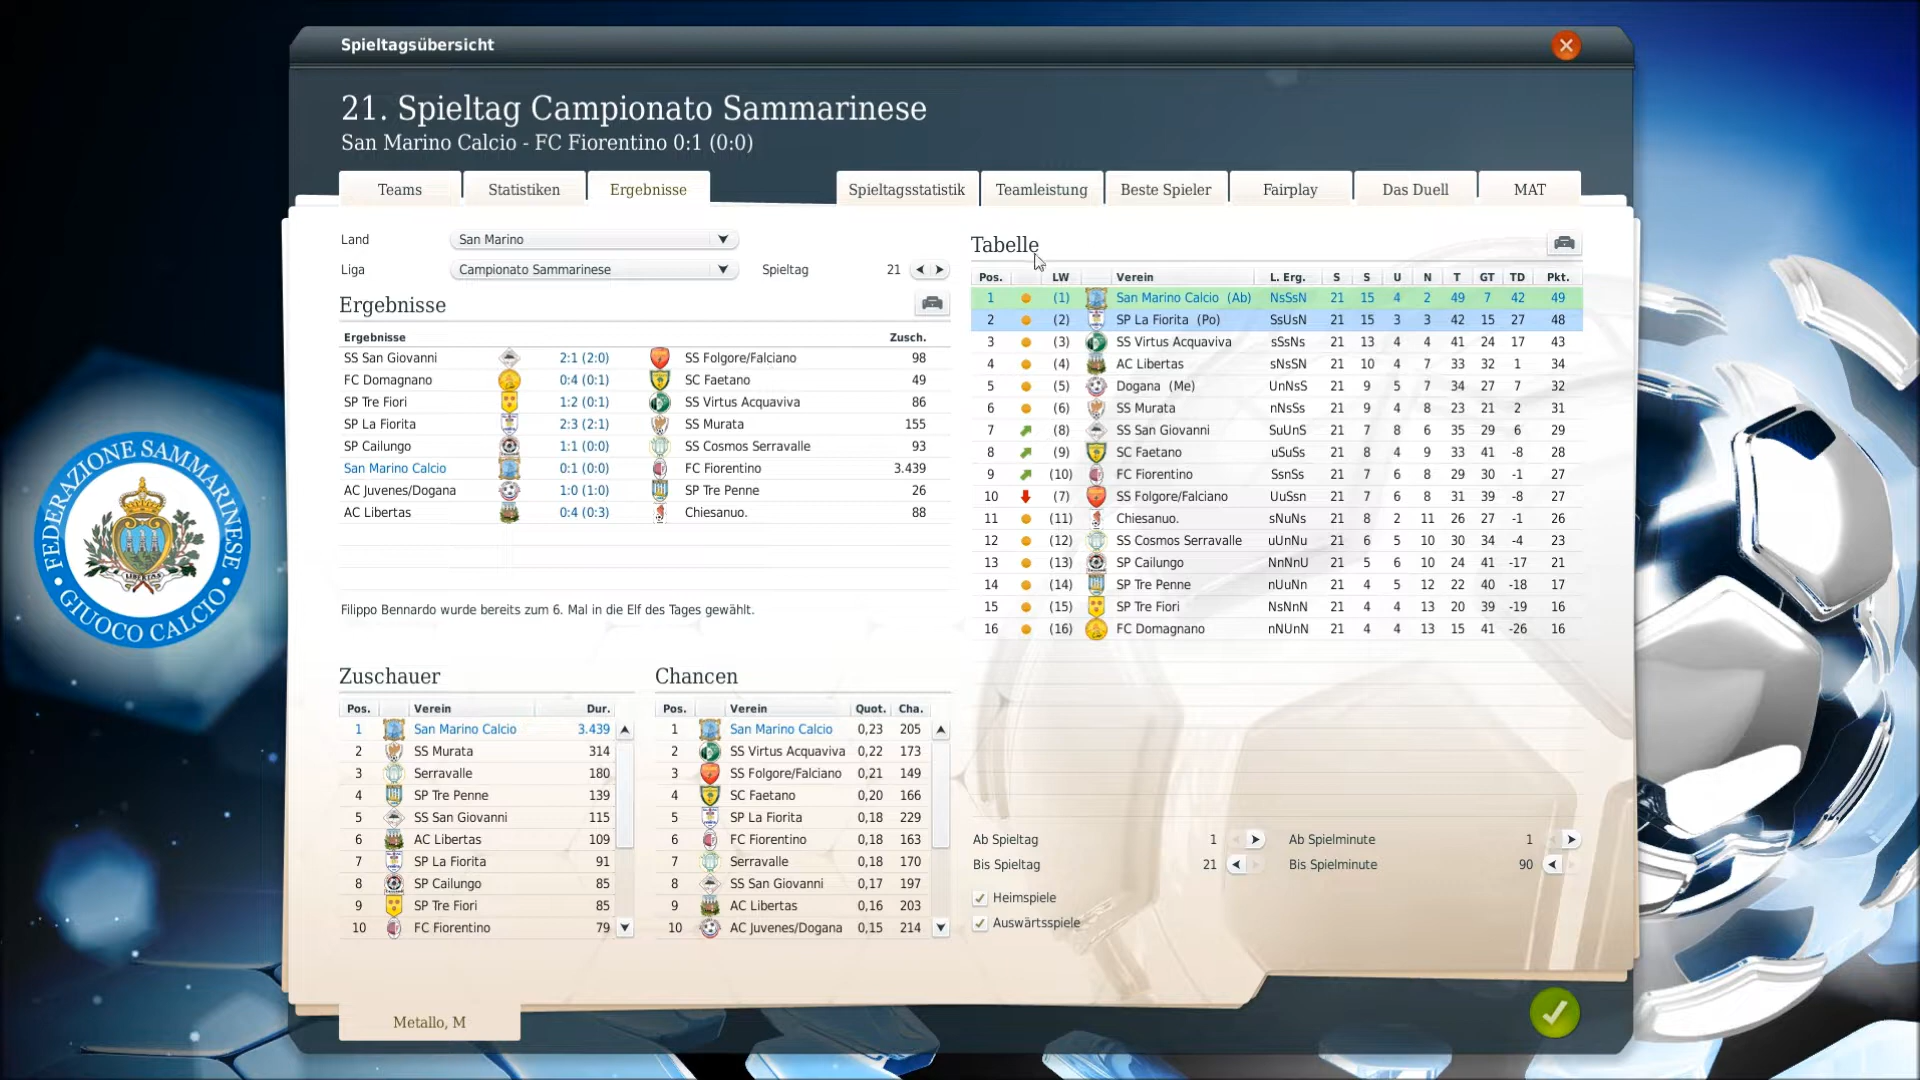 Spieltagsübersicht
21. Spieltag Campionato Sammarinese
San Marino Calcio - FC Fiorentino 0:1 (0:0)
Teams Statistiken Ergebnisse Spieltagsstatistik Teamleistung Beste Spieler Fairplay Das Duell MAT
Land San Marino
Liga Campionato Sammarinese Spieltag 21
Ergebnisse
Ergebnisse Zusch.
SS San Giovanni 2:1 (2:0) SS Folgore/Falciano 98
FC Domagnano 0:4 (0:1) SC Faetano 49
SP Tre Fiori 1:2 (0:1) SS Virtus Acquaviva 86
SP La Fiorita 2:3 (2:1) SS Murata 155
SP Cailungo 1:1 (0:0) SS Cosmos Serravalle 93
San Marino Calcio 0:1 (0:0) FC Fiorentino 3.439
AC Juvenes/Dogana 1:0 (1:0) SP Tre Penne 26
AC Libertas 0:4 (0:3) Chiesanuo. 88
Filippo Bennardo wurde bereits zum 6. Mal in die Elf des Tages gewählt.
Tabelle
Pos. LW Verein L. Erg. S S U N T GT TD Pkt.
1 (1) San Marino Calcio (Ab) NsSsN 21 15 4 2 49 7 42 49
2 (2) SP La Fiorita (Po) SsUsN 21 15 3 3 42 15 27 48
3 (3) SS Virtus Acquaviva sSsNs 21 13 4 4 41 24 17 43
4 (4) AC Libertas sNsSN 21 10 4 7 33 32 1 34
5 (5) Dogana (Me) UnNsS 21 9 5 7 34 27 7 32
6 (6) SS Murata nNsSs 21 9 4 8 23 21 2 31
7 (8) SS San Giovanni SuUnS 21 7 8 6 35 29 6 29
8 (9) SC Faetano uSuSs 21 8 4 9 33 41 -8 28
9 (10) FC Fiorentino SsnSs 21 7 6 8 29 30 -1 27
10 (7) SS Folgore/Falciano UuSsn 21 7 6 8 31 39 -8 27
11 (11) Chiesanuo. sNuNs 21 8 2 11 26 27 -1 26
12 (12) SS Cosmos Serravalle uUnNu 21 6 5 10 30 34 -4 23
13 (13) SP Cailungo NnNnU 21 5 6 10 24 41 -17 21
14 (14) SP Tre Penne nUuNn 21 4 5 12 22 40 -18 17
15 (15) SP Tre Fiori NsNnN 21 4 4 13 20 39 -19 16
16 (16) FC Domagnano nNUnN 21 4 4 13 15 41 -26 16
Zuschauer
Pos. Verein Dur.
1 San Marino Calcio 3.439
2 SS Murata 314
3 Serravalle 180
4 SP Tre Penne 139
5 SS San Giovanni 115
6 AC Libertas 109
7 SP La Fiorita 91
8 SP Cailungo 85
9 SP Tre Fiori 85
10 FC Fiorentino 79
Chancen
Pos. Verein Quot. Cha.
1 San Marino Calcio 0,23 205
2 SS Virtus Acquaviva 0,22 173
3 SS Folgore/Falciano 0,21 149
4 SC Faetano 0,20 166
5 SP La Fiorita 0,18 229
6 FC Fiorentino 0,18 163
7 Serravalle 0,18 170
8 SS San Giovanni 0,17 197
9 AC Libertas 0,16 203
10 AC Juvenes/Dogana 0,15 214
Ab Spieltag 1 Ab Spielminute 1
Bis Spieltag 21 Bis Spielminute 90
Heimspiele
Auswärtsspiele
Metallo, M
FEDERAZIONE SAMMARINESE
GIUOCO CALCIO
LIBERTAS